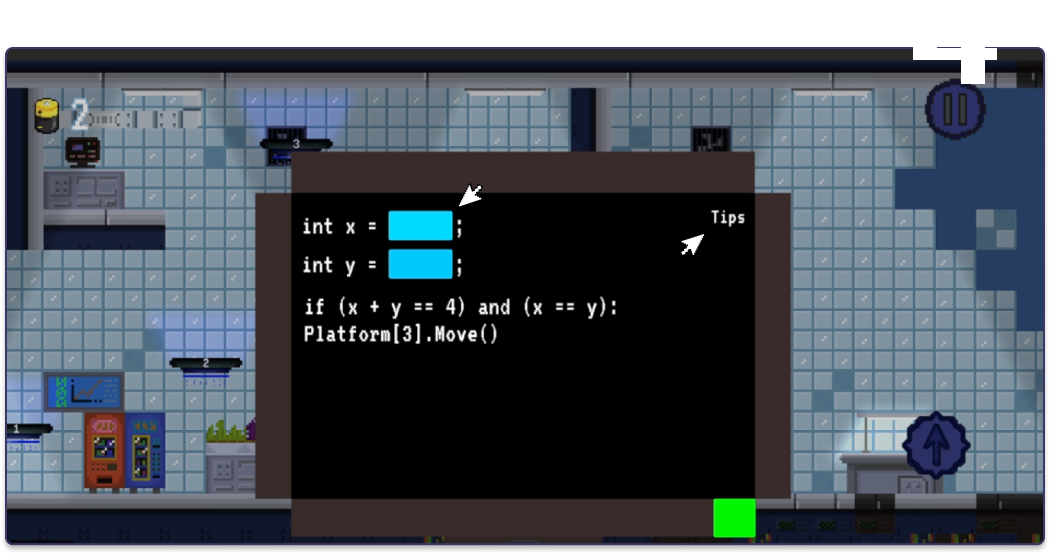 2
3
int x = ;
Tips
int y = ;
if (x + y == 4) and (x == y):
Platform[3].Move()
2
1